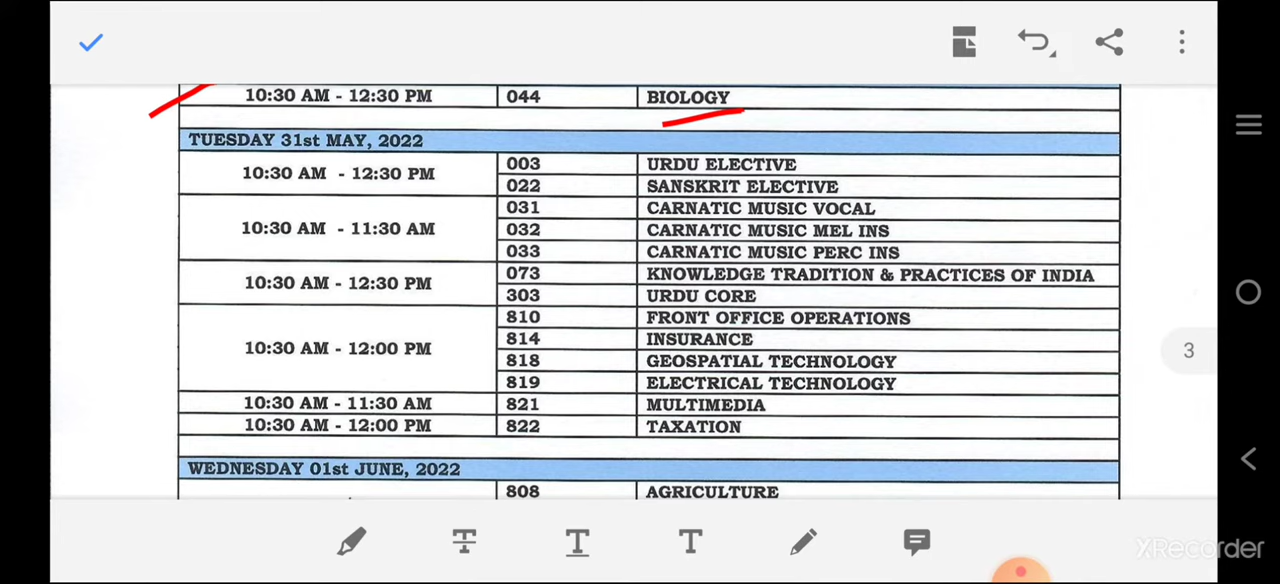 10:30 AM - 12:30 PM 044 BIOLOGY
TUESDAY 31st MAY, 2022
10:30 AM - 12:30 PM 003 URDU ELECTIVE
022 SANSKRIT ELECTIVE
10:30 AM - 11:30 AM 031 CARNATIC MUSIC VOCAL
032 CARNATIC MUSIC MEL INS
033 CARNATIC MUSIC PERC INS
10:30 AM - 12:30 PM 073 KNOWLEDGE TRADITION & PRACTICES OF INDIA
303 URDU CORE
10:30 AM - 12:00 PM 810 FRONT OFFICE OPERATIONS
814 INSURANCE
818 GEOSPATIAL TECHNOLOGY
819 ELECTRICAL TECHNOLOGY
10:30 AM - 11:30 AM 821 MULTIMEDIA
10:30 AM - 12:00 PM 822 TAXATION
WEDNESDAY 01st JUNE, 2022
808 AGRICULTURE
3
T T T
XRecorder